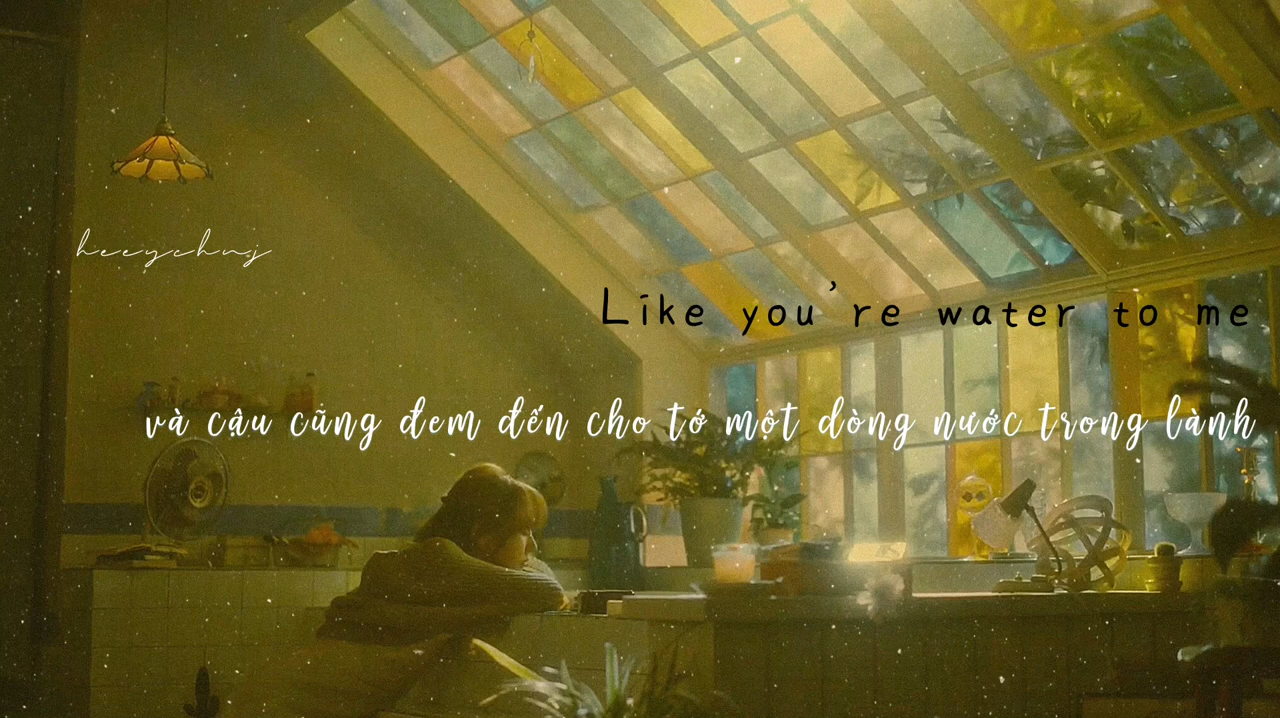 heeychuj
Like you're water to me
và cậu cũng đem đến cho tớ một dòng nước trong lành